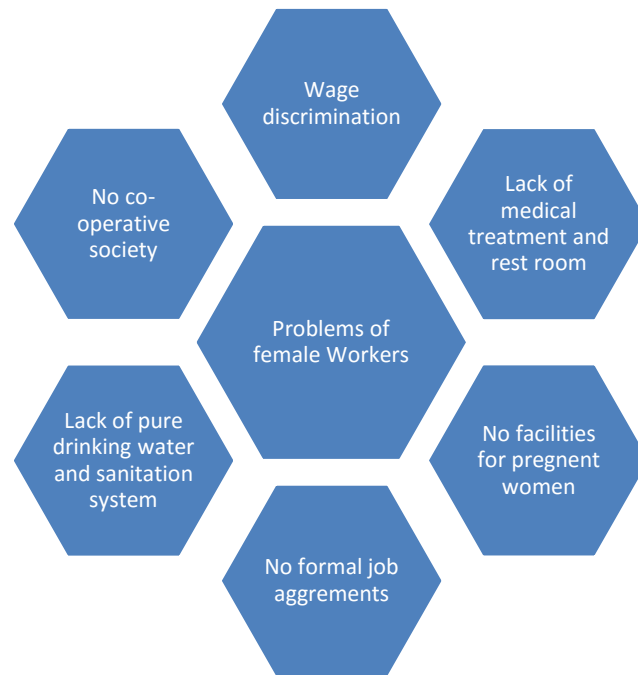 Wage
discrimination
Lack of
medical
treatment and
rest room
No facilities
for pregnent
women
No formal job
aggrements
Lack of pure
drinking water
and sanitation
system
No co-
operative
society
Problems of
female Workers